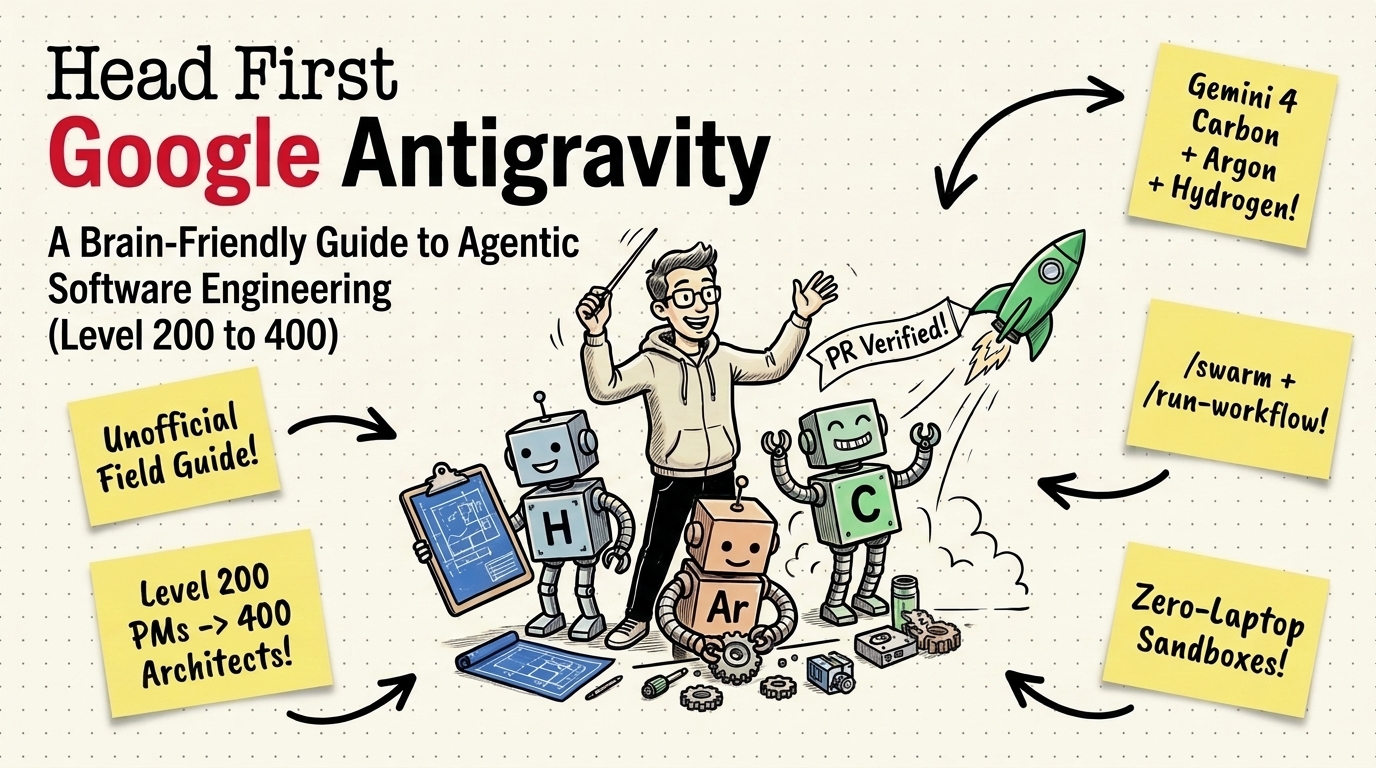 Head First
Google Antigravity
A Brain-Friendly Guide to Agentic
Software Engineering
(Level 200 to 400)
Gemini 4
Carbon
+ Argon
+ Hydrogen!
PR Verified!
/swarm +
/run-workflow!
Unofficial
Field Guide!
H
C
Ar
Level 200
PMs -> 400
Architects!
Zero-Laptop
Sandboxes!